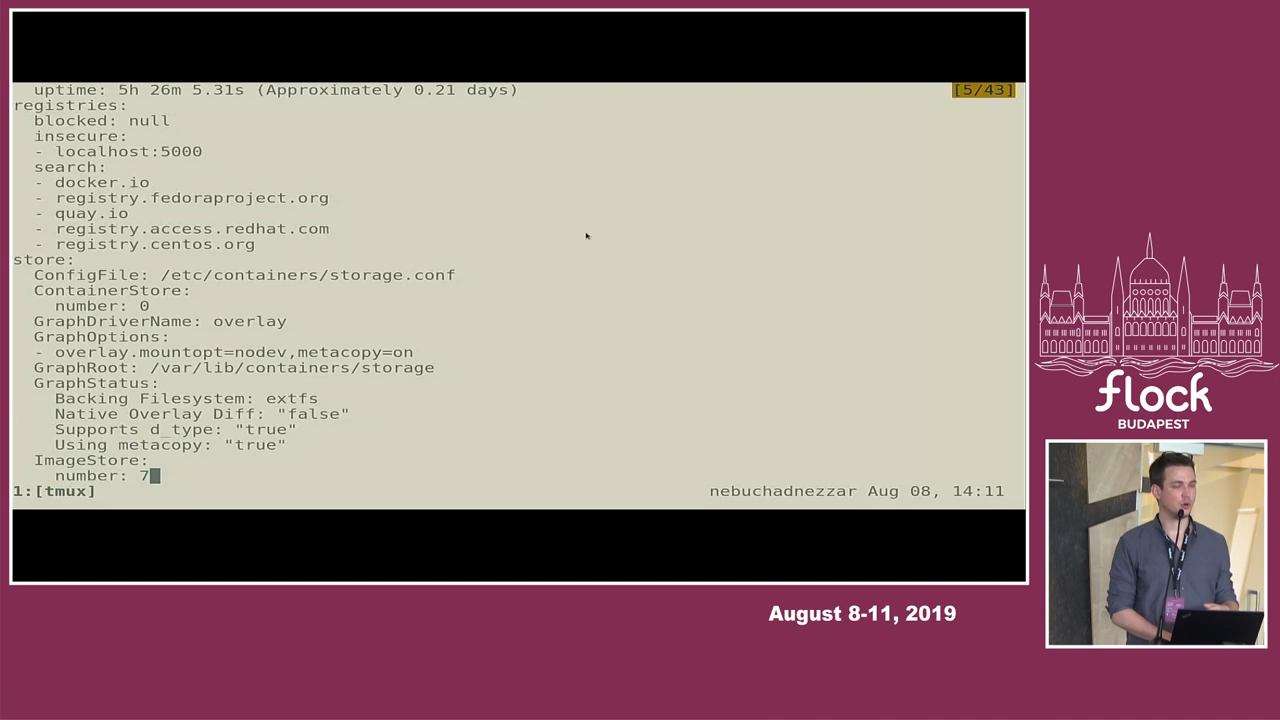 uptime: 5h 26m 5.31s (Approximately 0.21 days)
[5/43]
registries:
blocked: null
insecure:
- localhost:5000
search:
- docker.io
- registry.fedoraproject.org
- quay.io
- registry.access.redhat.com
- registry.centos.org
store:
ConfigFile: /etc/containers/storage.conf
ContainerStore:
number: 0
GraphDriverName: overlay
GraphOptions:
- overlay.mountopt=nodev,metacopy=on
GraphRoot: /var/lib/containers/storage
GraphStatus:
Backing Filesystem: extfs
Native Overlay Diff: "false"
Supports d_type: "true"
Using metacopy: "true"
ImageStore:
number: 7
1:[tmux]
nebuchadnezzar Aug 08, 14:11
flock
BUDAPEST
August 8-11, 2019